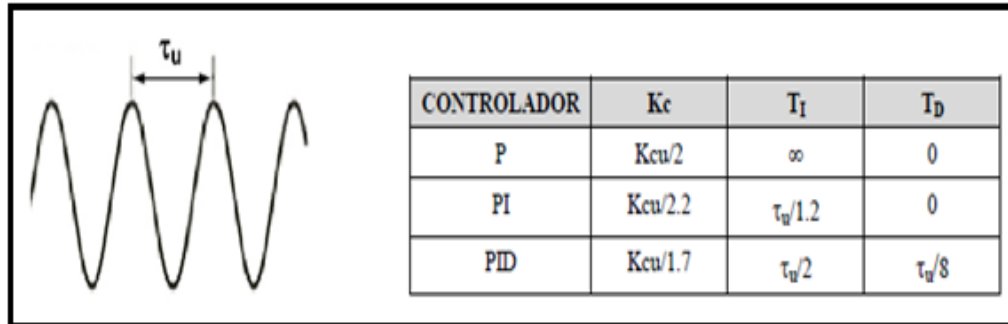 τu
CONTROLADOR Kc TI TD
P Kcu/2 ∞ 0
PI Kcu/2.2 τu/1.2 0
PID Kcu/1.7 τu/2 τu/8